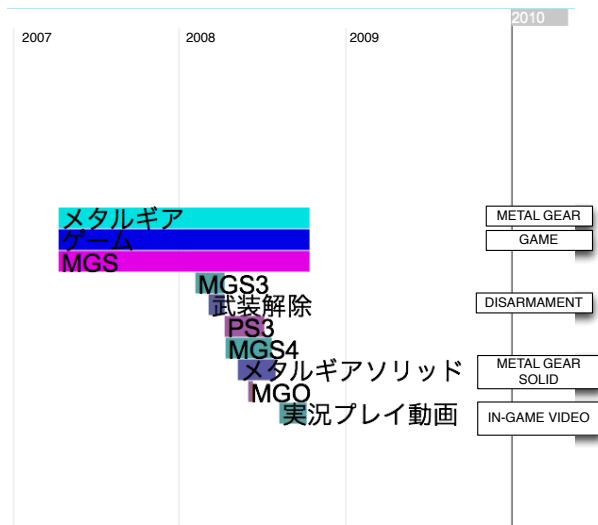 2010
2007 2008 2009
メタルギア METAL GEAR
ゲーム GAME
MGS
MGS3
武装解除 DISARMAMENT
PS3
MGS4
メタルギアソリッド METAL GEAR
SOLID
MGO
実況プレイ動画 IN-GAME VIDEO